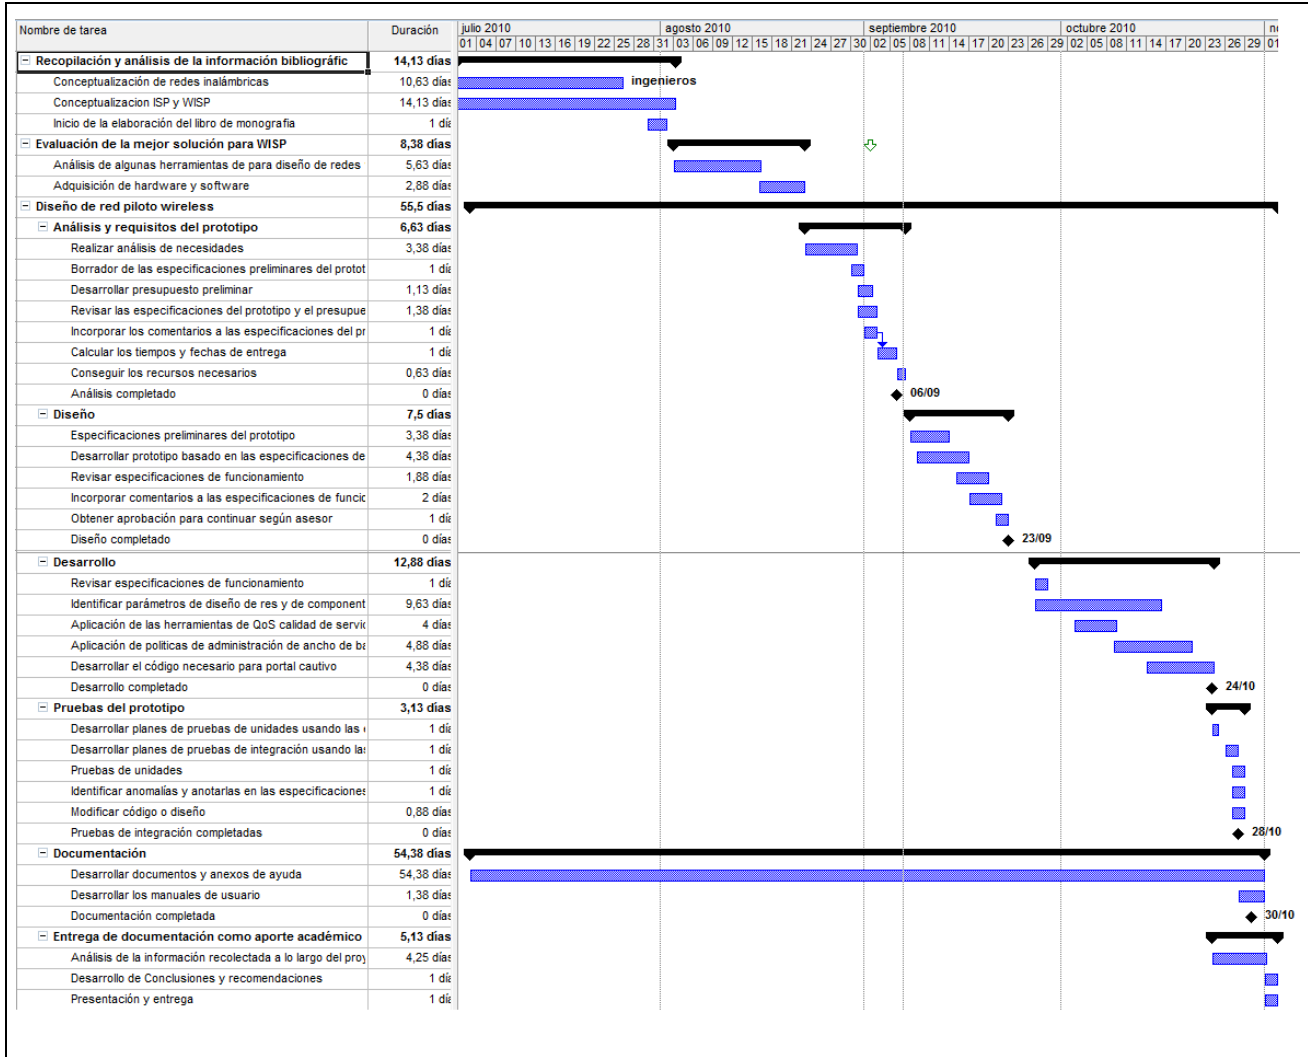 Nombre de tarea Duración julio 2010 agosto 2010 septiembre 2010 octubre 2010 n
01 04 07 10 13 16 19 22 25 28 31 03 06 09 12 15 18 21 24 27 30 02 05 08 11 14 17 20 23 26 29 02 05 08 11 14 17 20 23 26 29 01
Recopilación y análisis de la información bibliográfic 14,13 días
Conceptualización de redes inalámbricas 10,63 días ingenieros
Conceptualizacion ISP y WISP 14,13 días
Inicio de la elaboración del libro de monografia 1 día
Evaluación de la mejor solución para WISP 8,38 días
Análisis de algunas herramientas de para diseño de redes 5,63 días
Adquisición de hardware y software 2,88 días
Diseño de red piloto wireless 55,5 días
Análisis y requisitos del prototipo 6,63 días
Realizar análisis de necesidades 3,38 días
Borrador de las especificaciones preliminares del protot 1 día
Desarrollar presupuesto preliminar 1,13 días
Revisar las especificaciones del prototipo y el presupue 1,38 días
Incorporar los comentarios a las especificaciones del pr 1 día
Calcular los tiempos y fechas de entrega 1 día
Conseguir los recursos necesarios 0,63 días
Análisis completado 0 días 06/09
Diseño 7,5 días
Especificaciones preliminares del prototipo 3,38 días
Desarrollar prototipo basado en las especificaciones de 4,38 días
Revisar especificaciones de funcionamiento 1,88 días
Incorporar comentarios a las especificaciones de funcio 2 días
Obtener aprobación para continuar según asesor 1 día
Diseño completado 0 días 23/09
Desarrollo 12,88 días
Revisar especificaciones de funcionamiento 1 día
Identificar parámetros de diseño de res y de component 9,63 días
Aplicación de las herramientas de QoS calidad de servic 4 días
Aplicación de politicas de administración de ancho de ba 4,88 días
Desarrollar el código necesario para portal cautivo 4,38 días
Desarrollo completado 0 días 24/10
Pruebas del prototipo 3,13 días
Desarrollar planes de pruebas de unidades usando las 1 día
Desarrollar planes de pruebas de integración usando las 1 día
Pruebas de unidades 1 día
Identificar anomalías y anotarlas en las especificaciones 1 día
Modificar código o diseño 0,88 días
Pruebas de integración completadas 0 días 28/10
Documentación 54,38 días
Desarrollar documentos y anexos de ayuda 54,38 días
Desarrollar los manuales de usuario 1,38 días
Documentación completada 0 días 30/10
Entrega de documentación como aporte académico 5,13 días
Análisis de la información recolectada a lo largo del proy 4,25 días
Desarrollo de Conclusiones y recomendaciones 1 día
Presentación y entrega 1 día